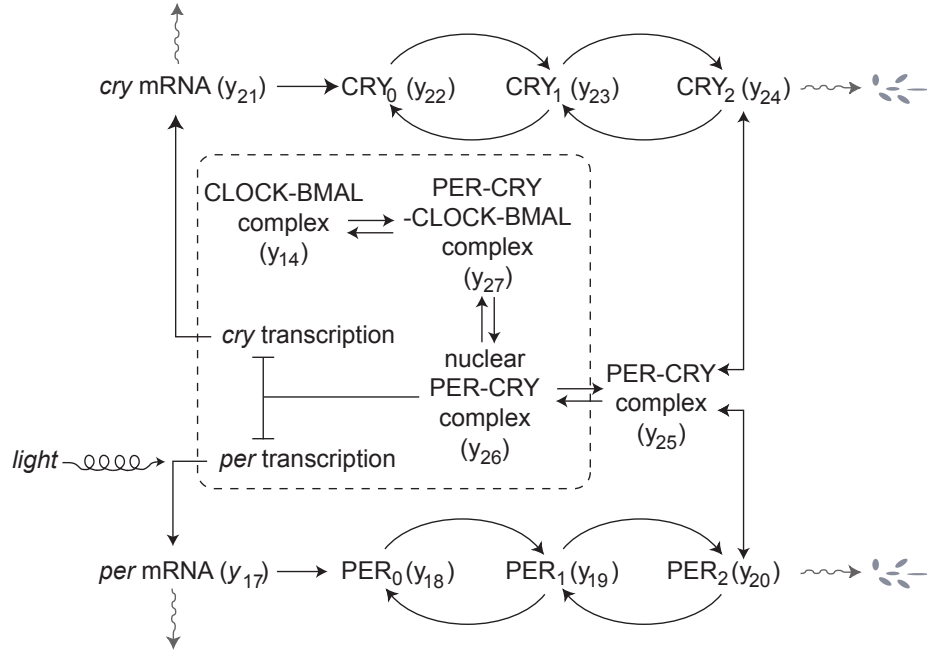 cry mRNA (y21)
CRY0 (y22)
CRY1 (y23)
CRY2 (y24)
CLOCK-BMAL
complex
(y14)
PER-CRY
-CLOCK-BMAL
complex
(y27)
cry transcription
nuclear
PER-CRY
complex
(y26)
PER-CRY
complex
(y25)
light
per transcription
per mRNA (y17)
PER0 (y18)
PER1 (y19)
PER2 (y20)